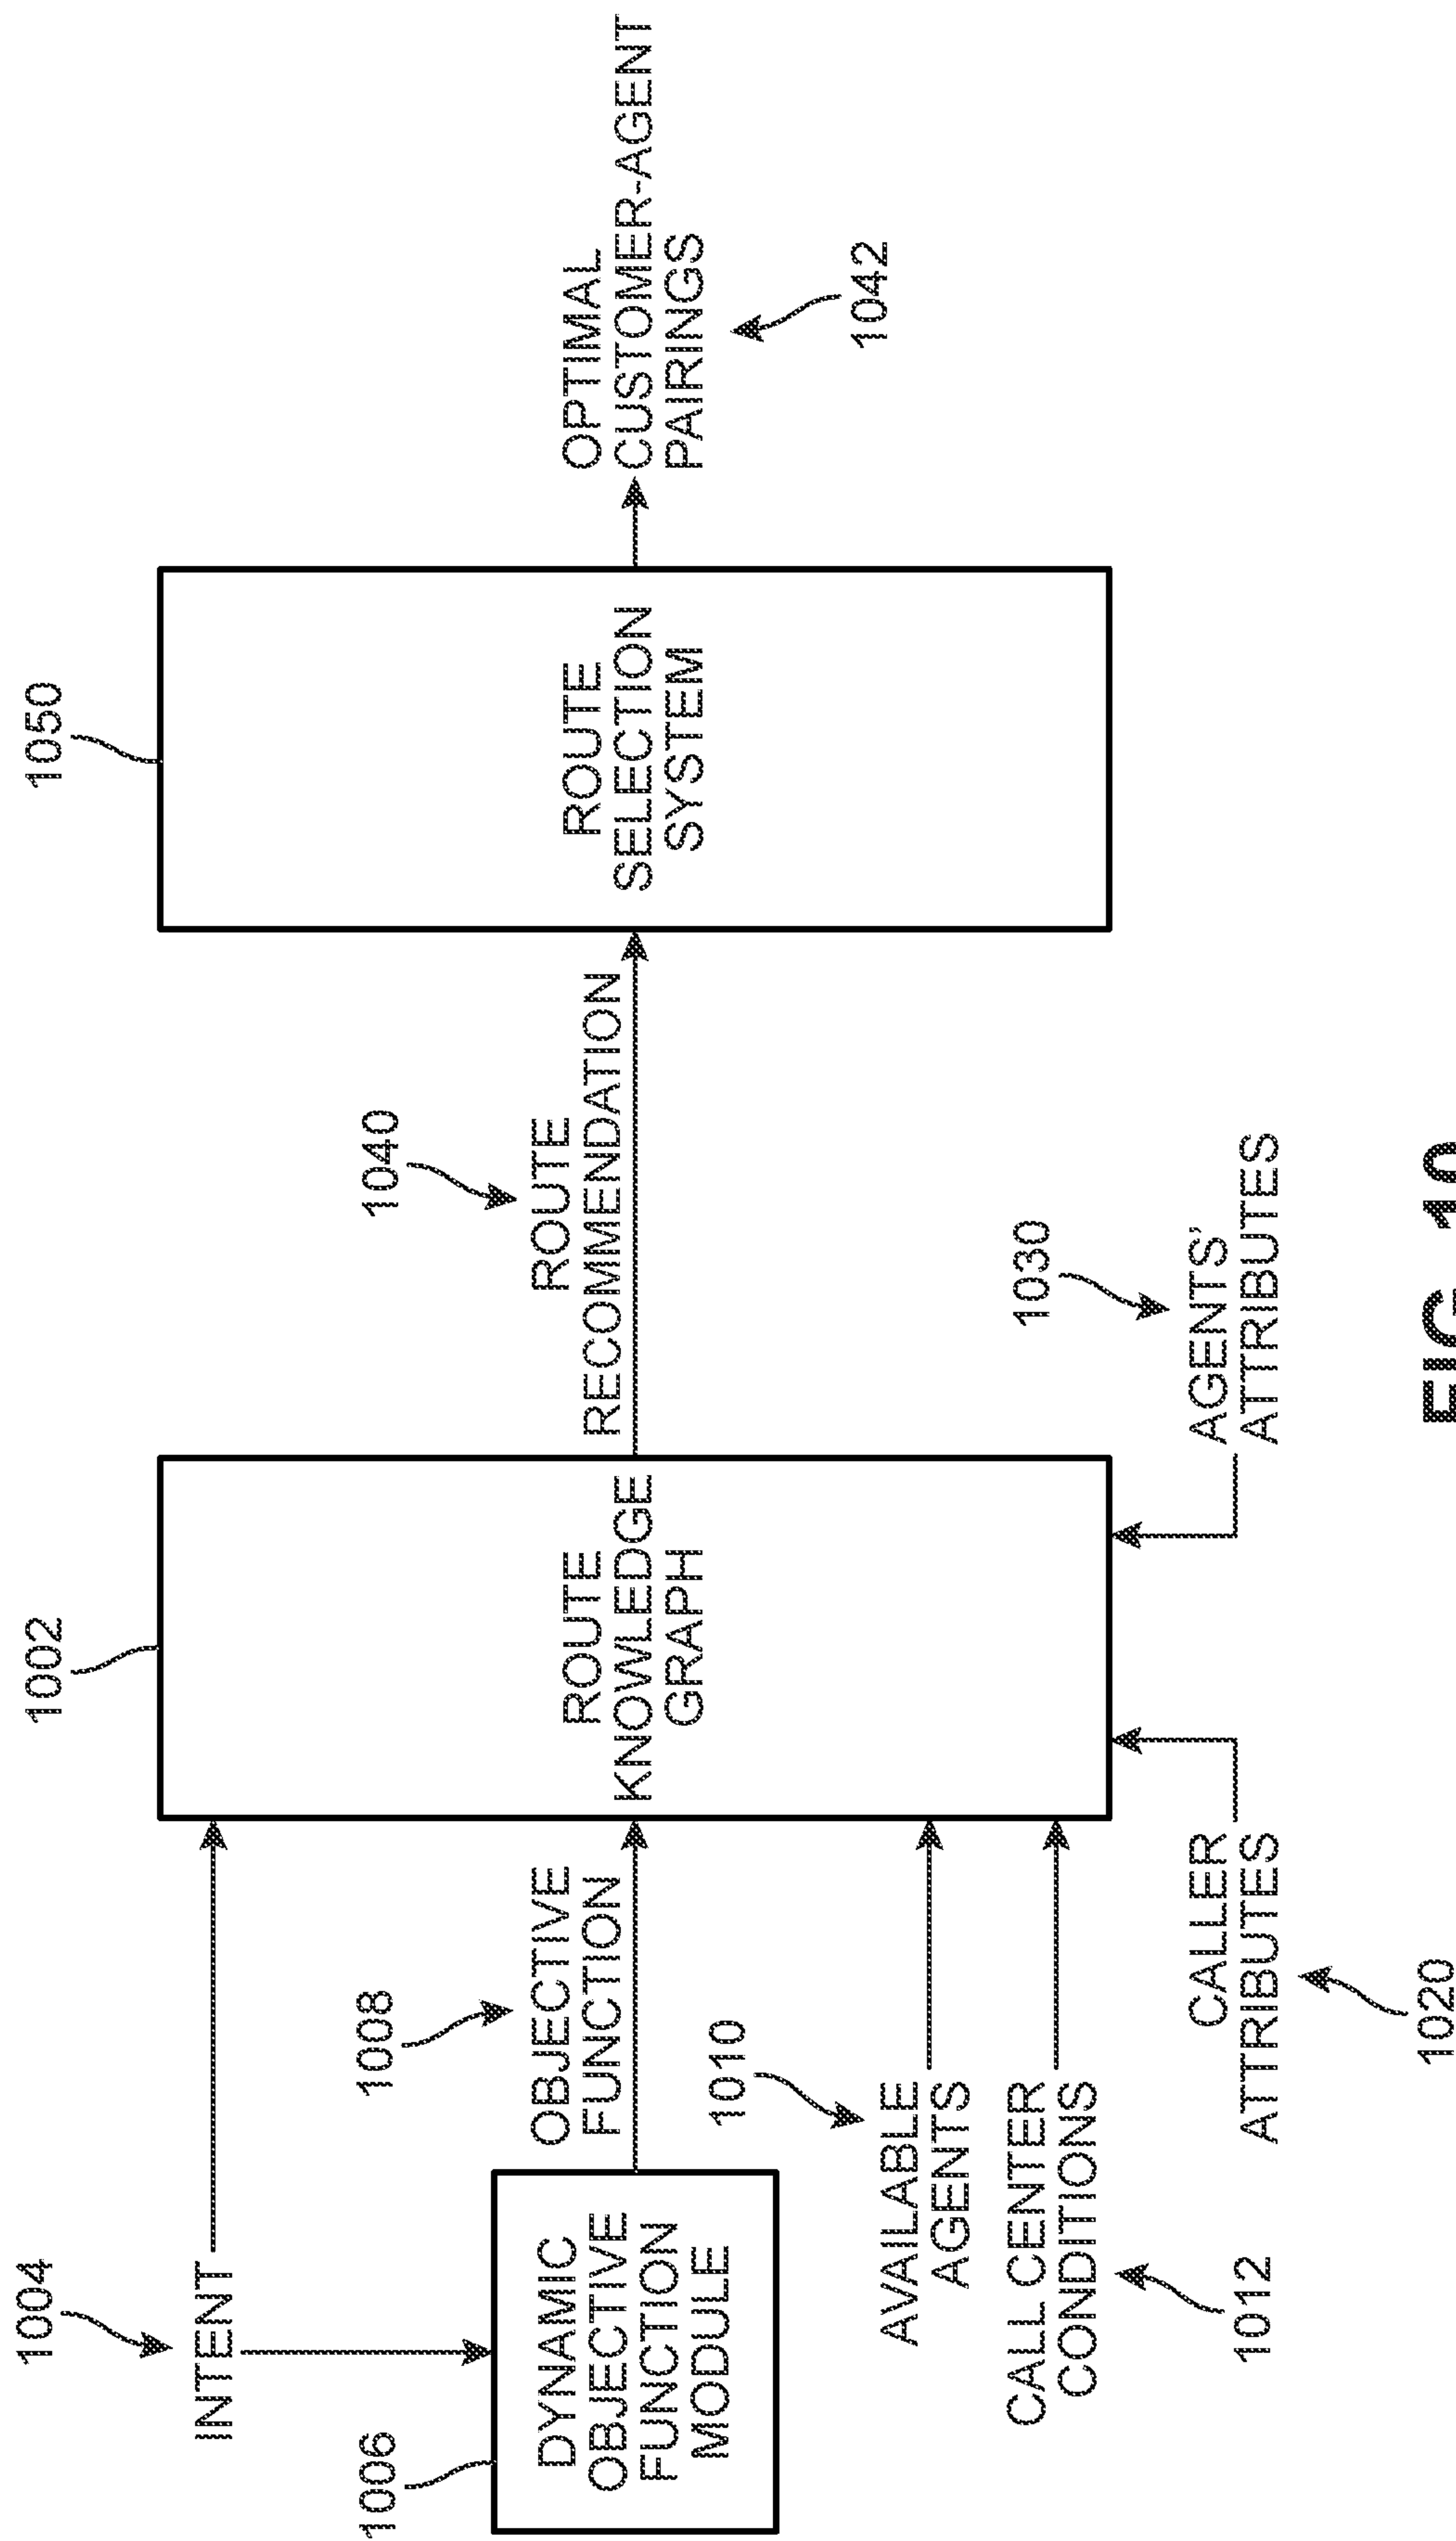 1004
INTENT
1006
DYNAMIC
OBJECTIVE
FUNCTION
MODULE
1008
OBJECTIVE
FUNCTION
1010
AVAILABLE
AGENTS
CALL CENTER
CONDITIONS
1012
CALLER
ATTRIBUTES
1020
1002
ROUTE
KNOWLEDGE
GRAPH
1030
AGENTS'
ATTRIBUTES
1040
ROUTE
RECOMMENDATION
1050
ROUTE
SELECTION
SYSTEM
OPTIMAL
CUSTOMER-AGENT
PAIRINGS
1042
FIG. 10